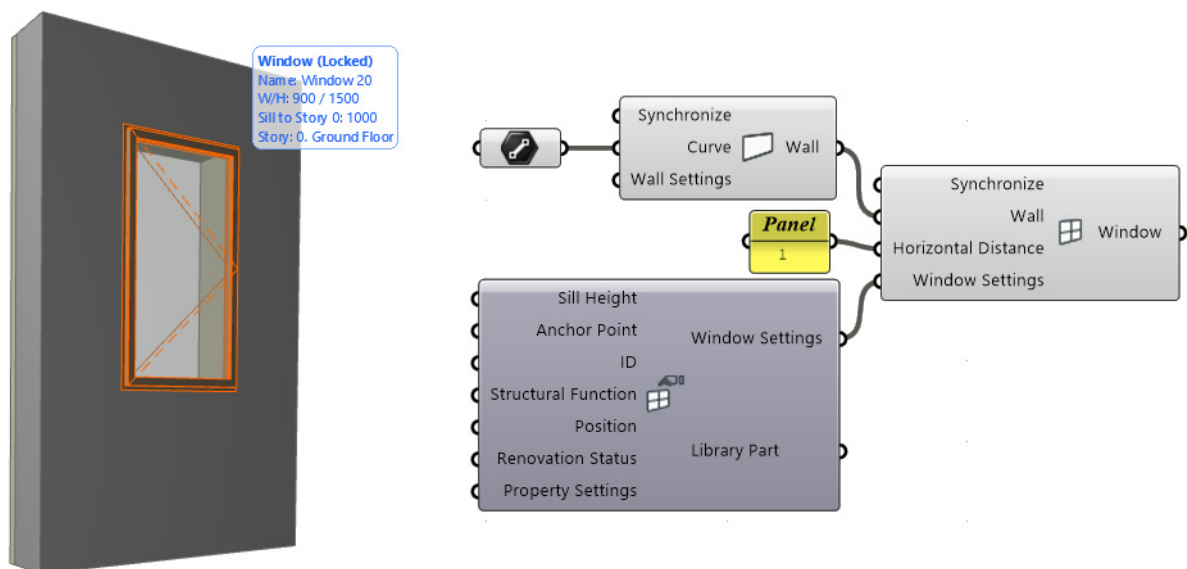 Window (Locked)
Name: Window 20
W/H: 900 / 1500
Sill to Story 0: 1000
Story: 0. Ground Floor
Synchronize
Curve
Wall
Wall Settings
Panel
1
Synchronize
Wall
Horizontal Distance
Window
Window Settings
Sill Height
Anchor Point
Window Settings
ID
Structural Function
Position
Library Part
Renovation Status
Property Settings